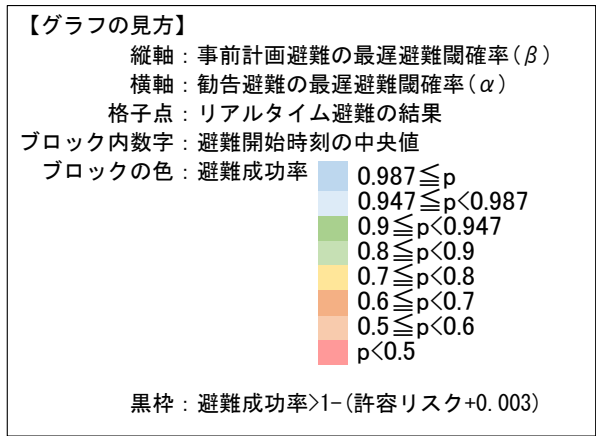 【グラフの見方】
縦軸：事前計画避難の最遅避難閾確率（β）
横軸：勧告避難の最遅避難閾確率（α）
格子点：リアルタイム避難の結果
ブロック内数字：避難開始時刻の中央値
ブロックの色：避難成功率
0.987≦p
0.947≦p<0.987
0.9≦p<0.947
0.8≦p<0.9
0.7≦p<0.8
0.6≦p<0.7
0.5≦p<0.6
p<0.5
黒枠：避難成功率>1-（許容リスク+0.003）